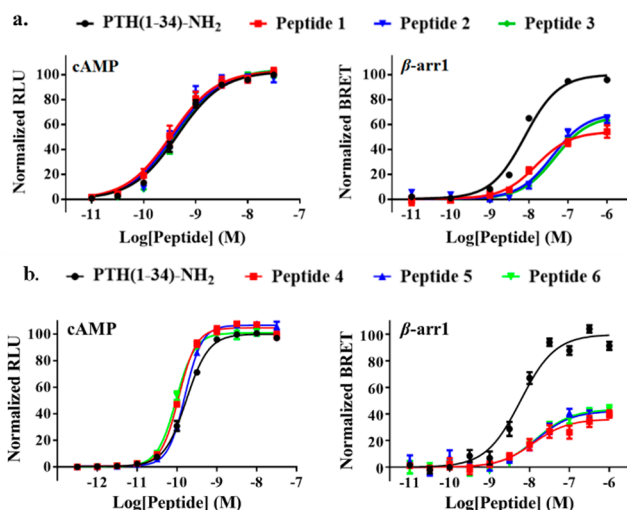 a. PTH(1-34)-NH2 Peptide 1 Peptide 2 Peptide 3
cAMP
Normalized RLU
100
80
60
40
20
0
-11 -10 -9 -8 -7
Log[Peptide] (M)
β-arr1
Normalized BRET
100
80
60
40
20
0
-11 -10 -9 -8 -7 -6
Log[Peptide] (M)
b. PTH(1-34)-NH2 Peptide 4 Peptide 5 Peptide 6
cAMP
Normalized RLU
100
80
60
40
20
0
-12 -11 -10 -9 -8 -7
Log[Peptide] (M)
β-arr1
Normalized BRET
100
80
60
40
20
0
-11 -10 -9 -8 -7 -6
Log[Peptide] (M)